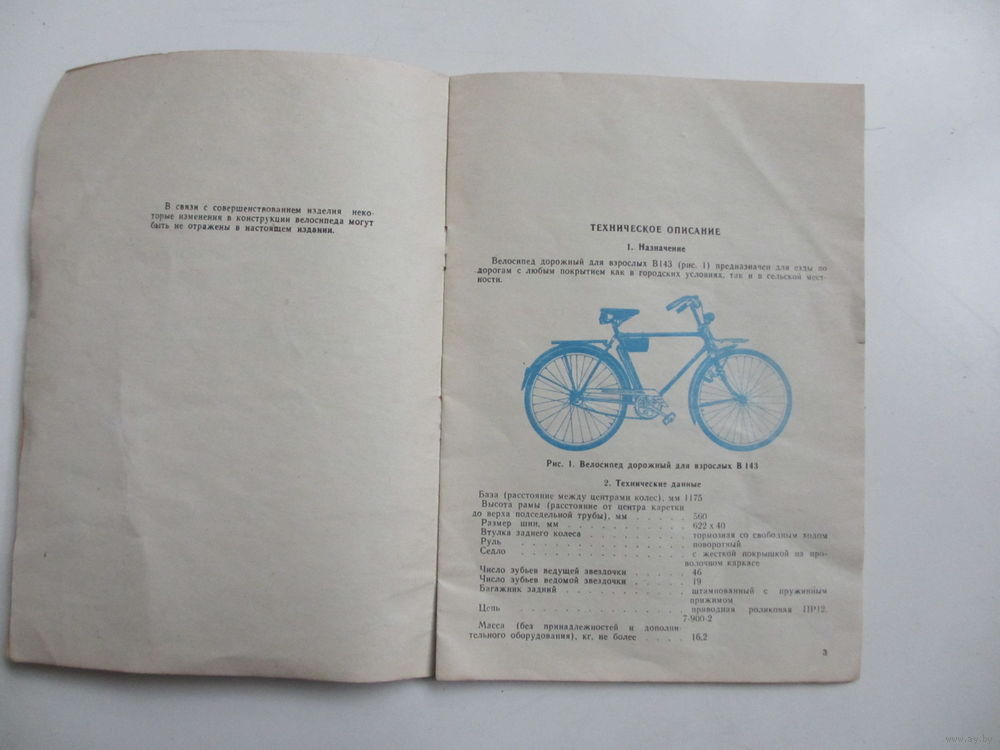 В связи с совершенствованием изделия неко-
торые изменения в конструкции велосипеда могут
быть не отражены в настоящем издании.
ТЕХНИЧЕСКОЕ ОПИСАНИЕ
1. Назначение
Велосипед дорожный для взрослых В143 (рис. 1) предназначен для езды по
дорогам с любым покрытием как в городских условиях, так и в сельской мест-
ности.
Рис. 1. Велосипед дорожный для взрослых В 143
2. Технические данные
База (расстояние между центрами колес), мм 1175
Высота рамы (расстояние от центра каретки
до верха подседельной трубы), мм . . . . . 560
Размер шин, мм . . . . . . . . . . 622 х 40
Втулка заднего колеса . . . . . . . . тормозная со свободным ходом
Руль . . . . . . . . . . . . . . поворотный
Седло . . . . . . . . . . . . . . с жесткой покрышкой на про-
волочном каркасе
Число зубьев ведущей звездочки . . . . . 46
Число зубьев ведомой звездочки . . . . . 19
Багажник задний . . . . . . . . . . штампованный с пружинным
прижимом
Цепь . . . . . . . . . . . . . . приводная роликовая ПР12,
7-900-2
Масса (без принадлежностей и дополни-
тельного оборудования), кг, не более . . . . 16,2
3
www.ay.by